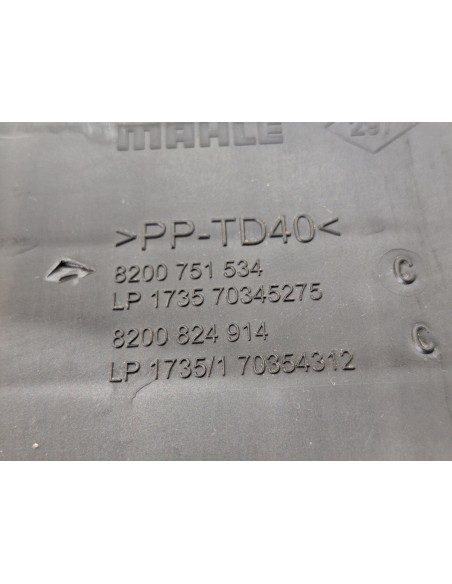 MAHLE
>PP-TD40<
8200 751 534 C
LP 1735 70345275
8200 824 914 C
LP 1735/1 70354312